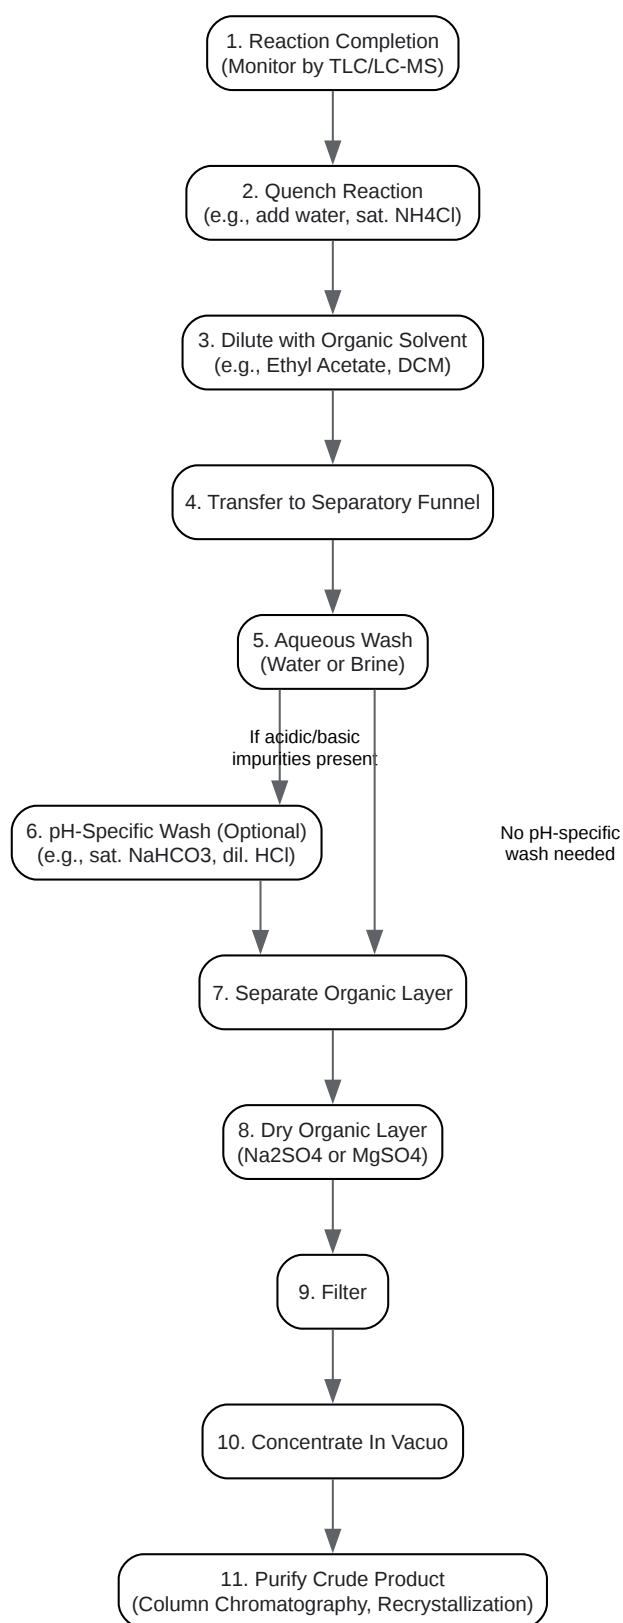 1. Reaction Completion
(Monitor by TLC/LC-MS)
2. Quench Reaction
(e.g., add water, sat. NH4Cl)
3. Dilute with Organic Solvent
(e.g., Ethyl Acetate, DCM)
4. Transfer to Separatory Funnel
5. Aqueous Wash
(Water or Brine)
If acidic/basic
impurities present
6. pH-Specific Wash (Optional)
(e.g., sat. NaHCO3, dil. HCl)
No pH-specific
wash needed
7. Separate Organic Layer
8. Dry Organic Layer
(Na2SO4 or MgSO4)
9. Filter
10. Concentrate In Vacuo
11. Purify Crude Product
(Column Chromatography, Recrystallization)